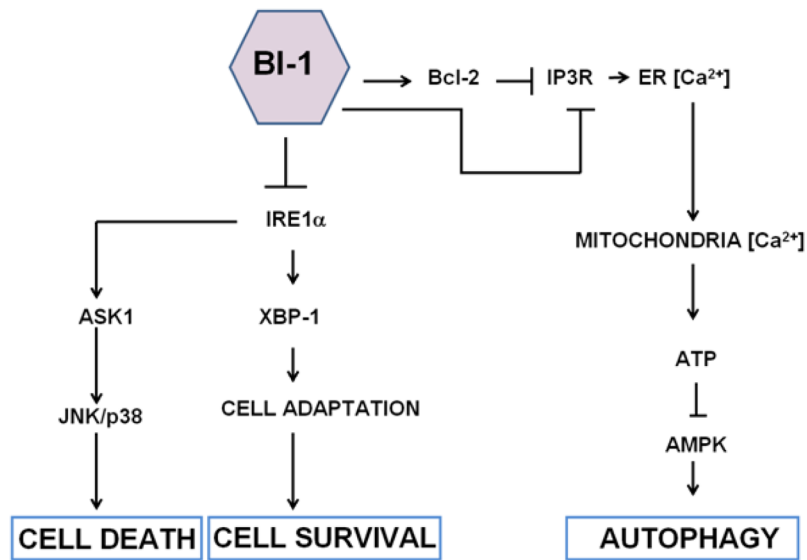 BI-1
Bcl-2 IP3R ER [Ca²⁺]
IRE1α
MITOCHONDRIA [Ca²⁺]
ASK1 XBP-1
ATP
JNK/p38 CELL ADAPTATION
AMPK
CELL DEATH CELL SURVIVAL AUTOPHAGY